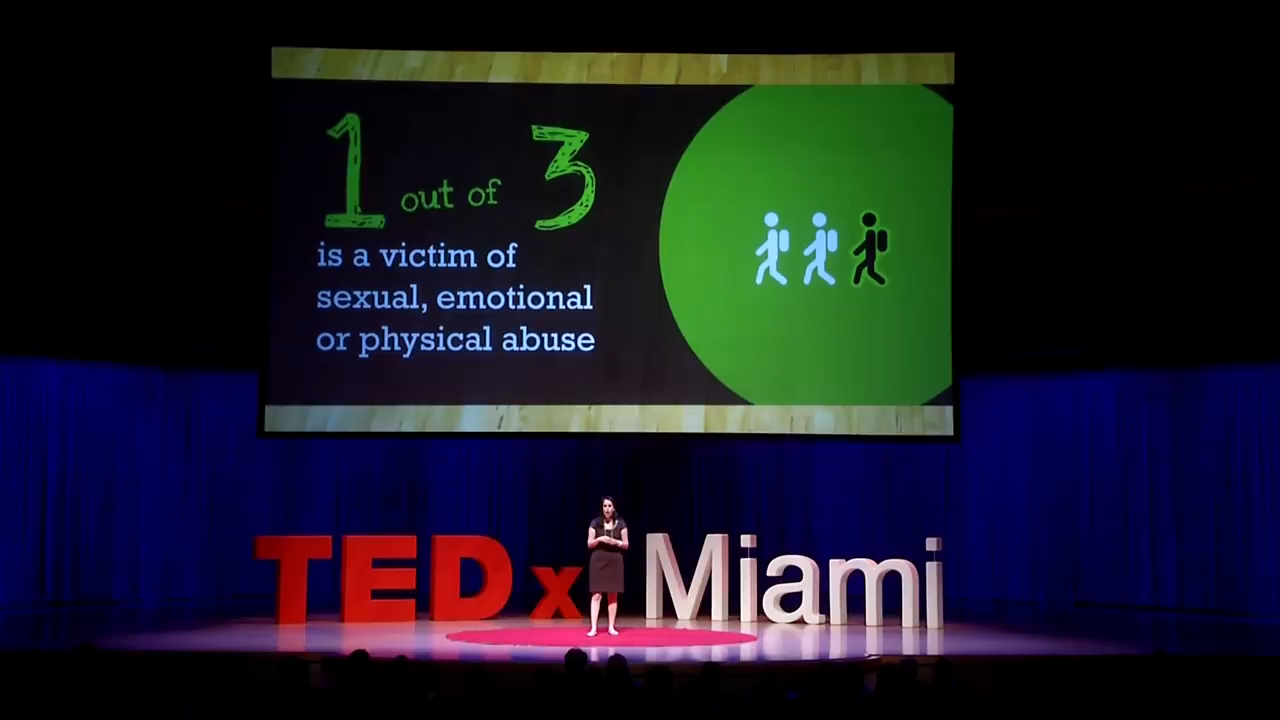 1 out of 3
is a victim of
sexual, emotional
or physical abuse
TEDx Miami